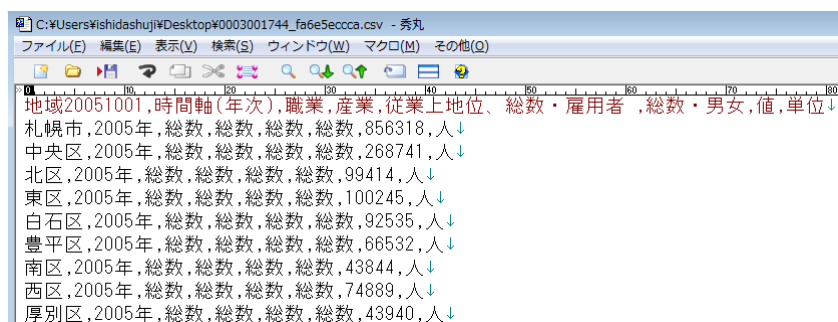 C:¥Users¥ishidashuji¥Desktop¥0003001744_fa6e5eccca.csv - 秀丸
ファイル(F) 編集(E) 表示(V) 検索(S) ウィンドウ(W) マクロ(M) その他(O)
0 10 20 30 40 50 60 70 80
地域20051001,時間軸(年次),職業,産業,従業上地位、総数・雇用者 ,総数・男女,値,単位↓
札幌市,2005年,総数,総数,総数,総数,856318,人↓
中央区,2005年,総数,総数,総数,総数,268741,人↓
北区,2005年,総数,総数,総数,総数,99414,人↓
東区,2005年,総数,総数,総数,総数,100245,人↓
白石区,2005年,総数,総数,総数,総数,92535,人↓
豊平区,2005年,総数,総数,総数,総数,66532,人↓
南区,2005年,総数,総数,総数,総数,43844,人↓
西区,2005年,総数,総数,総数,総数,74889,人↓
厚別区,2005年,総数,総数,総数,総数,43940,人↓